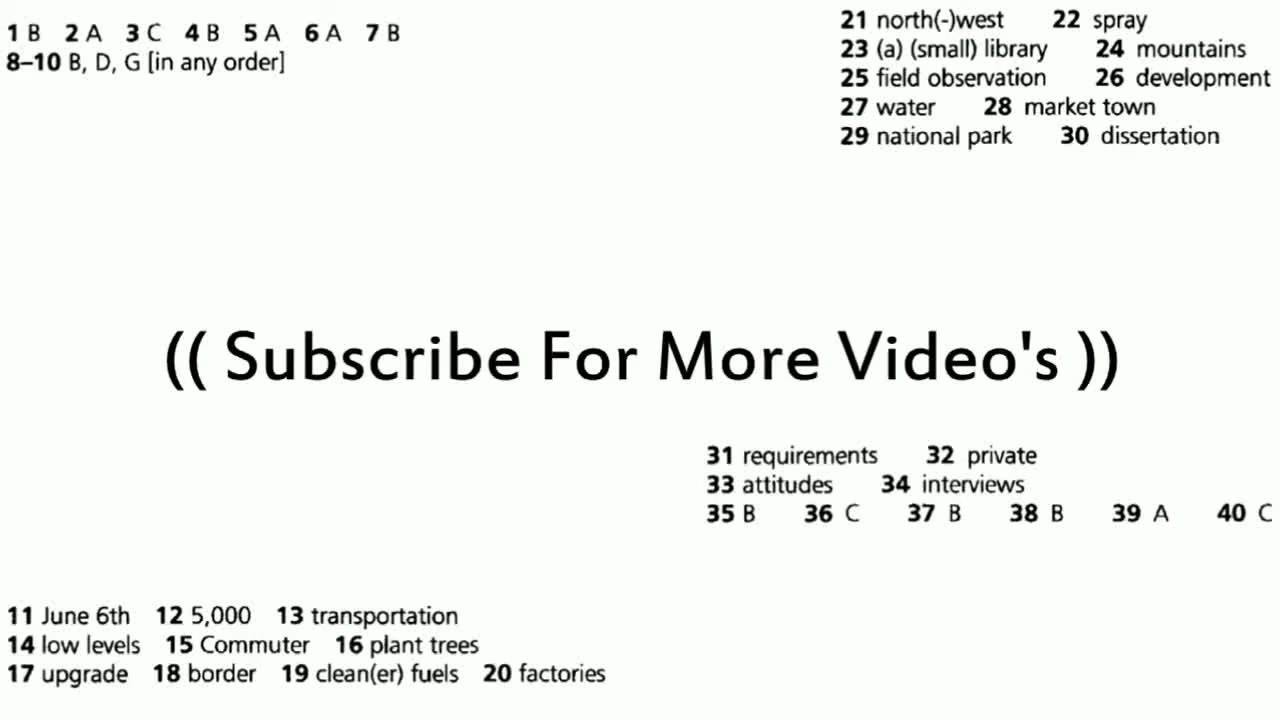 1 B 2 A 3 C 4 B 5 A 6 A 7 B
8–10 B, D, G [in any order]
21 north(-)west 22 spray
23 (a) (small) library 24 mountains
25 field observation 26 development
27 water 28 market town
29 national park 30 dissertation
(( Subscribe For More Video's ))
31 requirements 32 private
33 attitudes 34 interviews
35 B 36 C 37 B 38 B 39 A 40 C
11 June 6th 12 5,000 13 transportation
14 low levels 15 Commuter 16 plant trees
17 upgrade 18 border 19 clean(er) fuels 20 factories